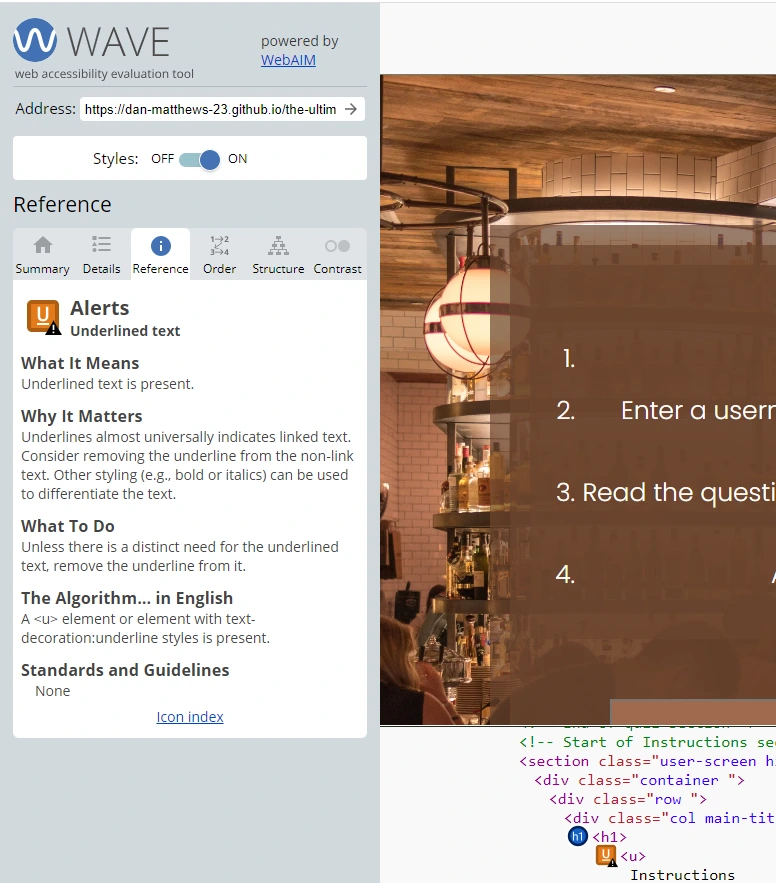 WAVE
powered by
WebAIM
web accessibility evaluation tool
Address: https://dan-matthews-23.github.io/the-ultim
Styles: OFF ON
Reference
Summary Details Reference Order Structure Contrast
Alerts
Underlined text
What It Means
Underlined text is present.
Why It Matters
Underlines almost universally indicates linked text.
Consider removing the underline from the non-link
text. Other styling (e.g., bold or italics) can be used
to differentiate the text.
What To Do
Unless there is a distinct need for the underlined
text, remove the underline from it.
The Algorithm... in English
A <u> element or element with text-
decoration:underline styles is present.
Standards and Guidelines
None
Icon index
1.
2. Enter a usern
3. Read the questi
4. A
<!-- End of quiz section -->
<!-- Start of Instructions sec
<section class="user-screen hi
<div class="container ">
<div class="row ">
<div class="col main-tit
h1 <h1>
U <u>
Instructions